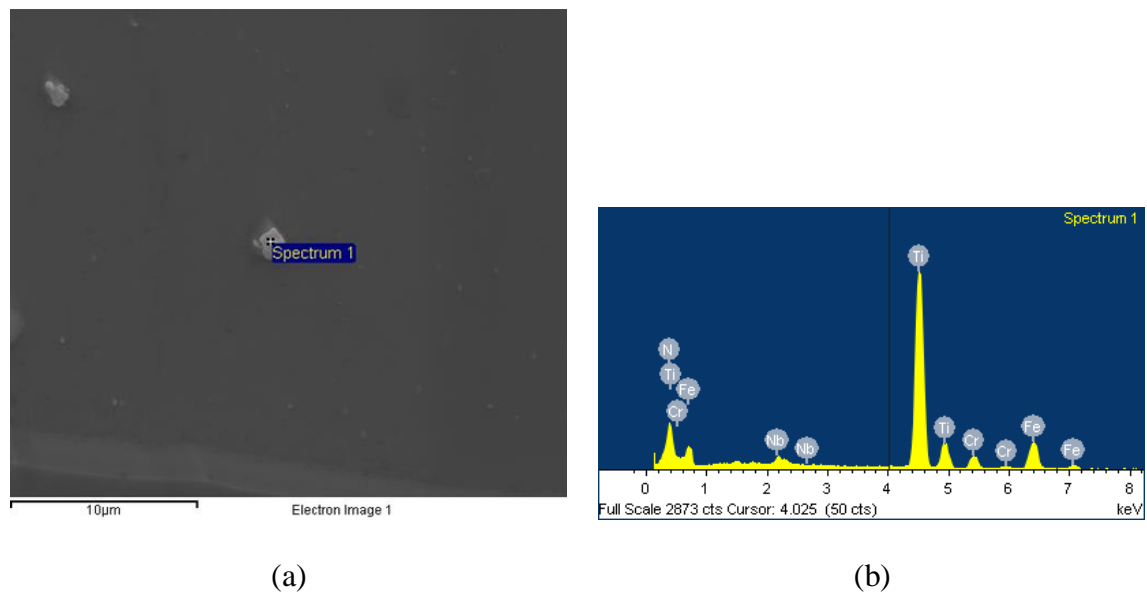 Spectrum 1
10µm
Electron Image 1
Spectrum 1
Ti
N
Ti
Fe
Cr
Nb
Nb
Ti
Cr
Cr
Fe
Fe
0 1 2 3 4 5 6 7 8
Full Scale 2873 cts Cursor: 4.025 (50 cts) keV
(a) (b)